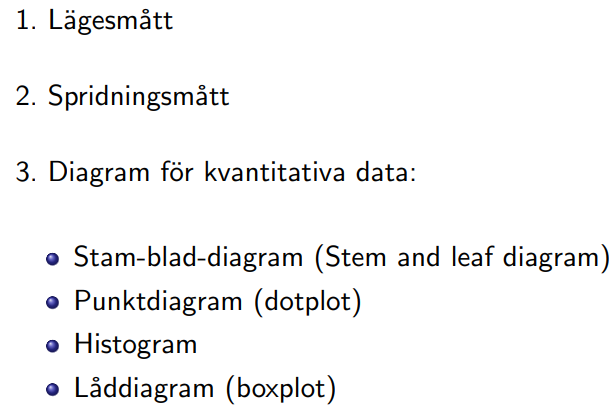 1. Lägesmått
2. Spridningsmått
3. Diagram för kvantitativa data:
Stam-blad-diagram (Stem and leaf diagram)
Punktdiagram (dotplot)
Histogram
Låddiagram (boxplot)